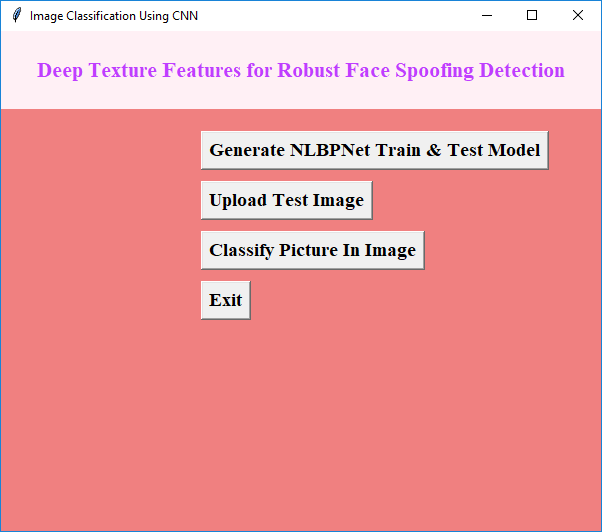 Image Classification Using CNN
Deep Texture Features for Robust Face Spoofing Detection
Generate NLBPNet Train & Test Model
Upload Test Image
Classify Picture In Image
Exit